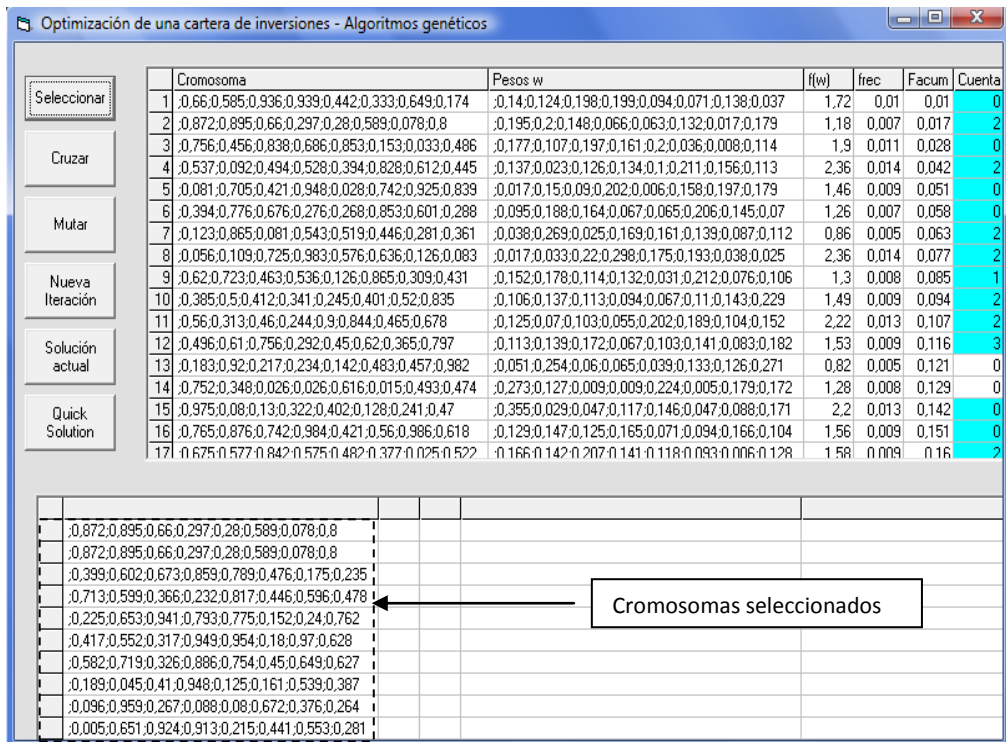 Optimización de una cartera de inversiones - Algoritmos genéticos
Seleccionar
Cruzar
Mutar
Nueva
Iteración
Solución
actual
Quick
Solution
Cromosoma Pesos w f(w) frec Facum Cuenta
1 ;0,66;0,585;0,936;0,939;0,442;0,333;0,649;0,174 ;0,14;0,124;0,198;0,199;0,094;0,071;0,138;0,037 1,72 0,01 0,01 0
2 ;0,872;0,895;0,66;0,297;0,28;0,589;0,078;0,8 ;0,195;0,2;0,148;0,066;0,063;0,132;0,017;0,179 1,18 0,007 0,017 2
3 ;0,756;0,456;0,838;0,686;0,853;0,153;0,033;0,486 ;0,177;0,107;0,197;0,161;0,2;0,036;0,008;0,114 1,9 0,011 0,028 0
4 ;0,537;0,092;0,494;0,528;0,394;0,828;0,612;0,445 ;0,137;0,023;0,126;0,134;0,1;0,211;0,156;0,113 2,36 0,014 0,042 2
5 ;0,081;0,705;0,421;0,948;0,028;0,742;0,925;0,839 ;0,017;0,15;0,09;0,202;0,006;0,158;0,197;0,179 1,46 0,009 0,051 0
6 ;0,394;0,776;0,676;0,276;0,268;0,853;0,601;0,288 ;0,095;0,188;0,164;0,067;0,065;0,206;0,145;0,07 1,26 0,007 0,058 0
7 ;0,123;0,865;0,081;0,543;0,519;0,446;0,281;0,361 ;0,038;0,269;0,025;0,169;0,161;0,139;0,087;0,112 0,86 0,005 0,063 2
8 ;0,056;0,109;0,725;0,983;0,576;0,636;0,126;0,083 ;0,017;0,033;0,22;0,298;0,175;0,193;0,038;0,025 2,36 0,014 0,077 2
9 ;0,62;0,723;0,463;0,536;0,126;0,865;0,309;0,431 ;0,152;0,178;0,114;0,132;0,031;0,212;0,076;0,106 1,3 0,008 0,085 1
10 ;0,385;0,5;0,412;0,341;0,245;0,401;0,52;0,835 ;0,106;0,137;0,113;0,094;0,067;0,11;0,143;0,229 1,49 0,009 0,094 2
11 ;0,56;0,313;0,46;0,244;0,9;0,844;0,465;0,678 ;0,125;0,07;0,103;0,055;0,202;0,189;0,104;0,152 2,22 0,013 0,107 2
12 ;0,496;0,61;0,756;0,292;0,45;0,62;0,365;0,797 ;0,113;0,139;0,172;0,067;0,103;0,141;0,083;0,182 1,53 0,009 0,116 3
13 ;0,183;0,92;0,217;0,234;0,142;0,483;0,457;0,982 ;0,051;0,254;0,06;0,065;0,039;0,133;0,126;0,271 0,82 0,005 0,121 0
14 ;0,752;0,348;0,026;0,026;0,616;0,015;0,493;0,474 ;0,273;0,127;0,009;0,009;0,224;0,005;0,179;0,172 1,28 0,008 0,129 0
15 ;0,975;0,08;0,13;0,322;0,402;0,128;0,241;0,47 ;0,355;0,029;0,047;0,117;0,146;0,047;0,088;0,171 2,2 0,013 0,142 0
16 ;0,765;0,876;0,742;0,984;0,421;0,56;0,986;0,618 ;0,129;0,147;0,125;0,165;0,071;0,094;0,166;0,104 1,56 0,009 0,151 0
17 ;0,675;0,577;0,842;0,575;0,482;0,377;0,025;0,522 ;0,166;0,142;0,207;0,141;0,118;0,093;0,006;0,128 1,58 0,009 0,16 2
;0,872;0,895;0,66;0,297;0,28;0,589;0,078;0,8
;0,872;0,895;0,66;0,297;0,28;0,589;0,078;0,8
;0,399;0,602;0,673;0,859;0,789;0,476;0,175;0,235
;0,713;0,599;0,366;0,232;0,817;0,446;0,596;0,478
Cromosomas seleccionados
;0,225;0,653;0,941;0,793;0,775;0,152;0,24;0,762
;0,417;0,552;0,317;0,949;0,954;0,18;0,97;0,628
;0,582;0,719;0,326;0,886;0,754;0,45;0,649;0,627
;0,189;0,045;0,41;0,948;0,125;0,161;0,539;0,387
;0,096;0,959;0,267;0,088;0,08;0,672;0,376;0,264
;0,005;0,651;0,924;0,913;0,215;0,441;0,553;0,281